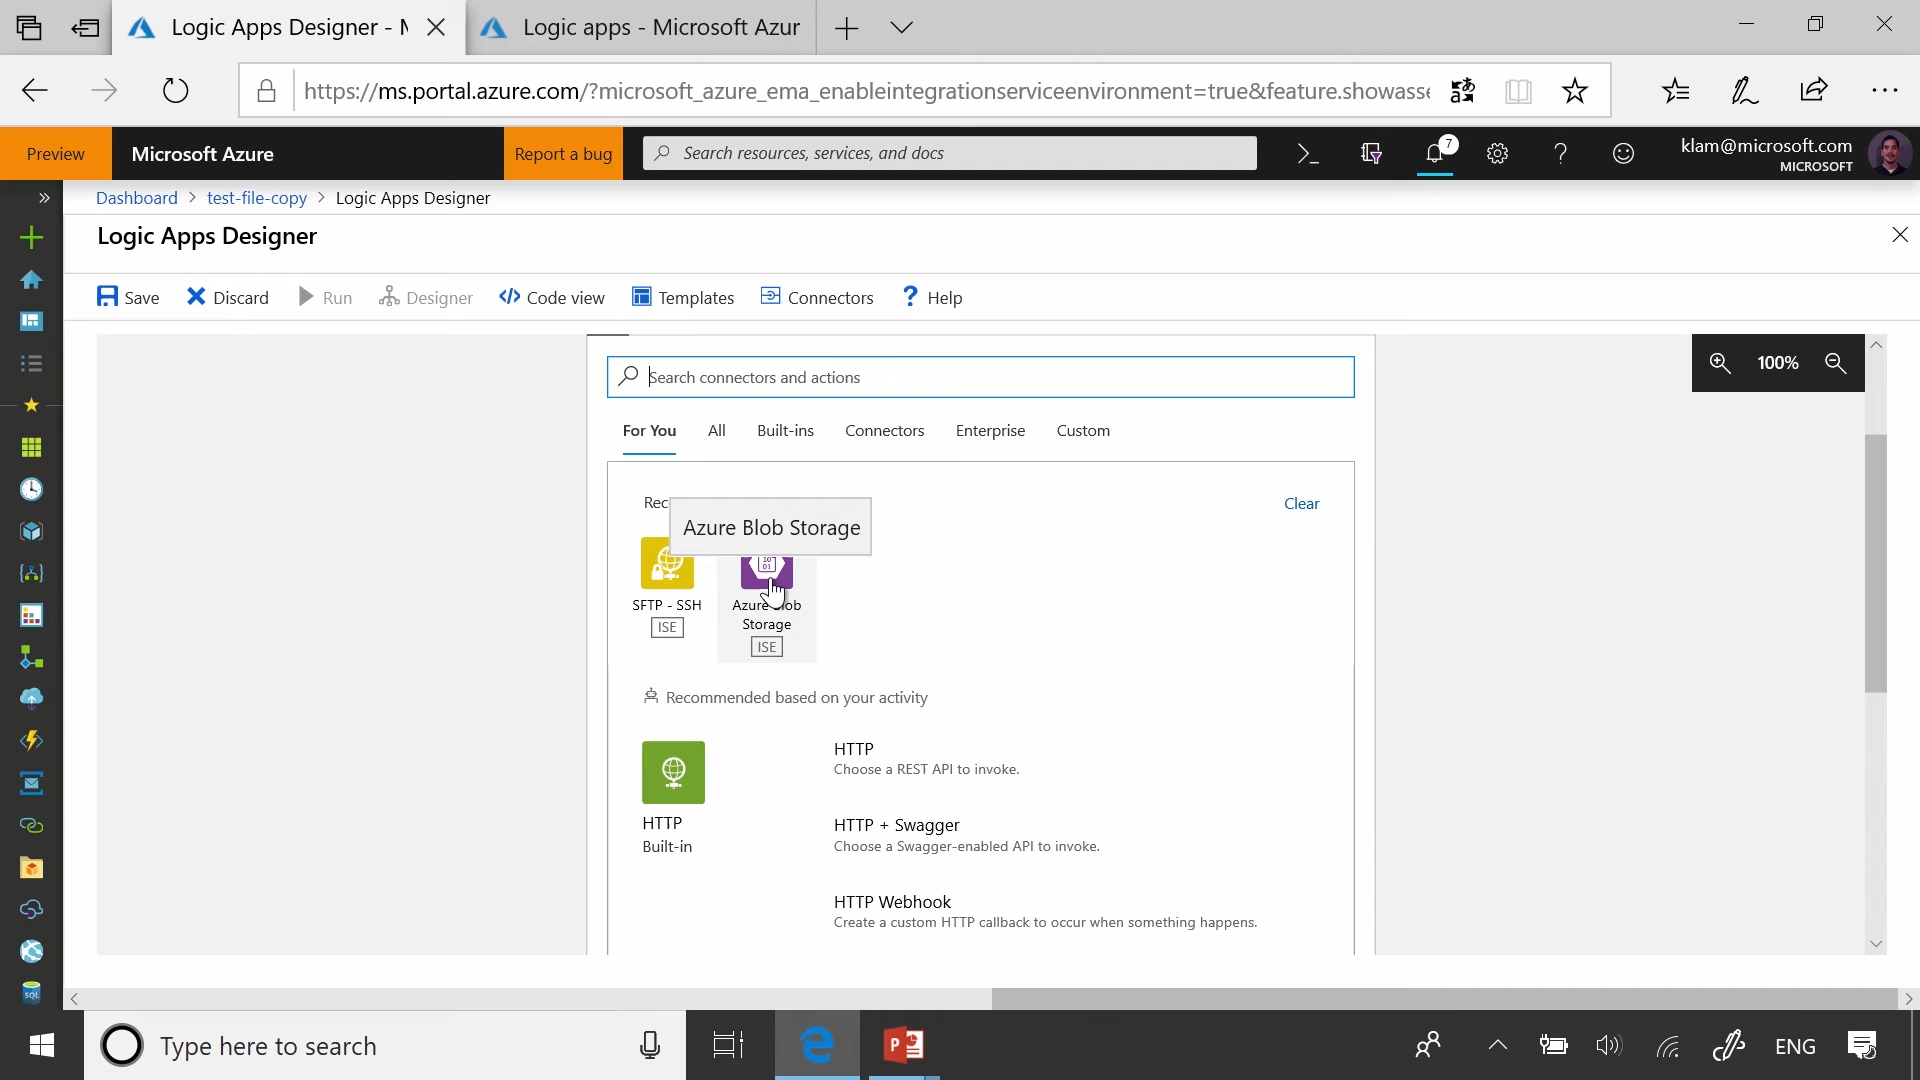 Logic Apps Designer - M
Logic apps - Microsoft Azur
https://ms.portal.azure.com/?microsoft_azure_ema_enableintegrationserviceenvironment=true&feature.showasse
Preview
Microsoft Azure
Report a bug
Search resources, services, and docs
7
klam@microsoft.com
MICROSOFT
Dashboard > test-file-copy > Logic Apps Designer
Logic Apps Designer
Save
Discard
Run
Designer
Code view
Templates
Connectors
Help
Search connectors and actions
100%
For You
All
Built-ins
Connectors
Enterprise
Custom
Rec
Clear
Azure Blob Storage
SFTP - SSH
ISE
Azure Blob
Storage
ISE
Recommended based on your activity
HTTP
Built-in
HTTP
Choose a REST API to invoke.
HTTP + Swagger
Choose a Swagger-enabled API to invoke.
HTTP Webhook
Create a custom HTTP callback to occur when something happens.
SQL
Type here to search
ENG